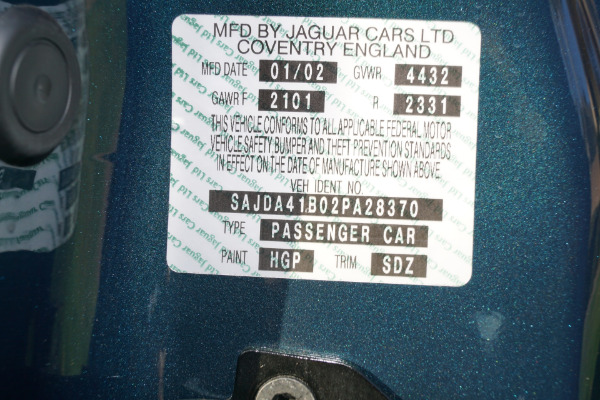 MFD BY JAGUAR CARS LTD
COVENTRY ENGLAND
MFD DATE 01/02 GVWR 4432
GAWR F 2101 R 2331
THIS VEHICLE CONFORMS TO ALL APPLICABLE FEDERAL MOTOR
VEHICLE SAFETY BUMPER AND THEFT PREVENTION STANDARDS
IN EFFECT ON THE DATE OF MANUFACTURE SHOWN ABOVE.
VEH IDENT NO
SAJDA41B02PA28370
TYPE PASSENGER CAR
PAINT HGP TRIM SDZ